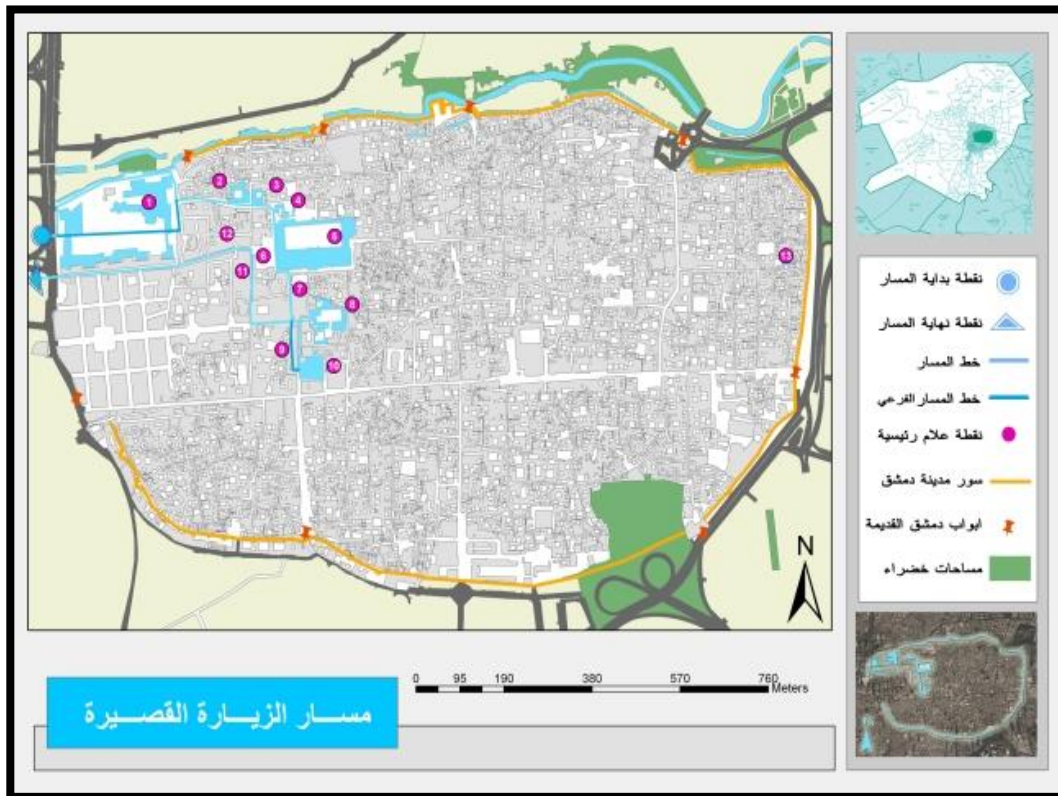 1
2
3
4
5
12
6
11
7
8
9
10
13
N
نقطة بداية المسار
نقطة نهاية المسار
خط المسار
خط المسار الفرعي
نقطة علام رئيسية
سور مدينة دمشق
ابواب دمشق القديمة
مساحات خضراء
مسار الزيارة القصيرة
0 95 190 380 570 760
Meters